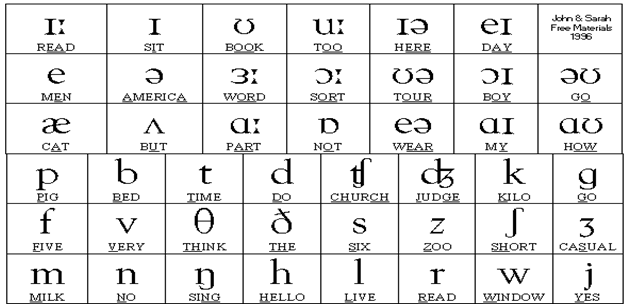 ɪː ɪ ʊ uː ɪə eɪ John & Sarah
READ SIT BOOK TOO HERE DAY Free Materials
1996
e ə ɜː ɔː ʊə ɔɪ əʊ
MEN AMERICA WORD SORT TOUR BOY GO
æ ʌ ɑː ɒ eə ɑɪ ɑʊ
CAT BUT PART NOT WEAR MY HOW
p b t d ʧ ʤ k g
PIG BED TIME DO CHURCH JUDGE KILO GO
f v θ ð s z ʃ ʒ
FIVE VERY THINK THE SIX ZOO SHORT CASUAL
m n ŋ h l r w j
MILK NO SING HELLO LIVE READ WINDOW YES